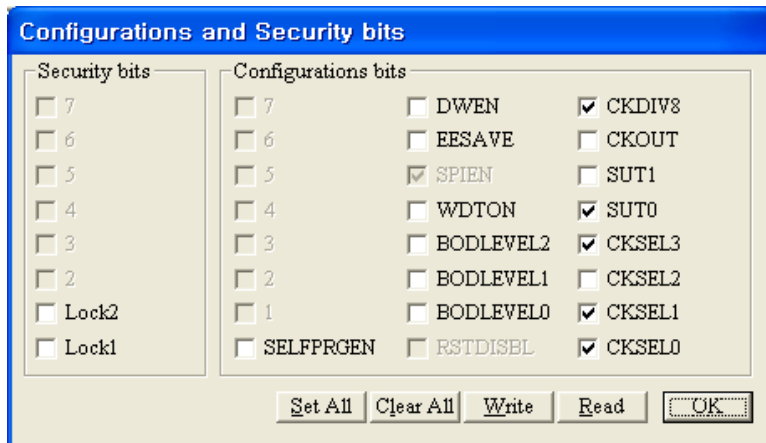 Configurations and Security bits
Security bits Configurations bits
7 7 DWEN CKDIV8
6 6 EESAVE CKOUT
5 5 SPIEN SUT1
4 4 WDTON SUT0
3 3 BODLEVEL2 CKSEL3
2 2 BODLEVEL1 CKSEL2
Lock2 1 BODLEVEL0 CKSEL1
Lock1 SELFPRGEN RSTDISBL CKSEL0
Set All Clear All Write Read OK